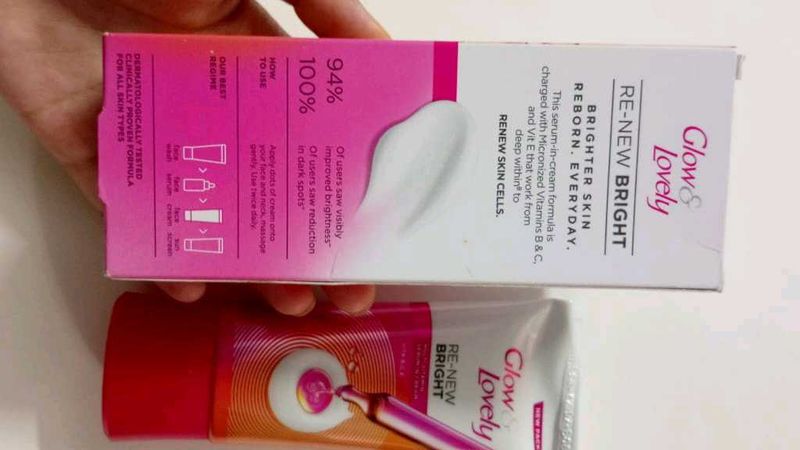 Glow &
Lovely
RE-NEW BRIGHT
BRIGHTER SKIN
REBORN. EVERYDAY.
This serum-in-cream formula is
charged with Micronized Vitamins B & C,
and Vit E that work from
deep within° to
RENEW SKIN CELLS.
94%
Of users saw visibly
improved brightness~
100%
Of users saw reduction
in dark spots^
HOW
TO USE
Apply dots of cream onto
your face and neck, massage
gently. Use twice daily.
OUR BEST
REGIME
face
wash
face
serum
face
cream
sun
screen
DERMATOLOGICALLY TESTED
CLINICALLY PROVEN FORMULA
FOR ALL SKIN TYPES
NEW PACK
Glow &
Lovely
RE-NEW
BRIGHT
MULTIVITAMIN